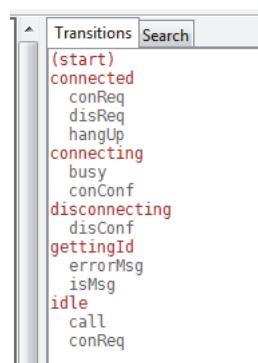 Transitions Search
(start)
connected
conReq
disReq
hangUp
connecting
busy
conConf
disconnecting
disConf
gettingId
errorMsg
isMsg
idle
call
conReq